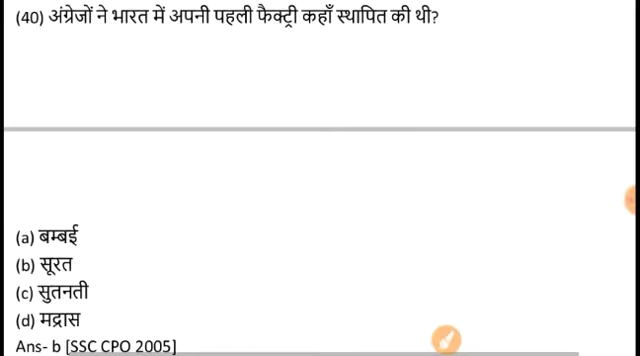 (40) अंग्रेजों ने भारत में अपनी पहली फैक्ट्री कहाँ स्थापित की थी?
(a) बम्बई
(b) सूरत
(c) सुतनती
(d) मद्रास
Ans- b [SSC CPO 2005]